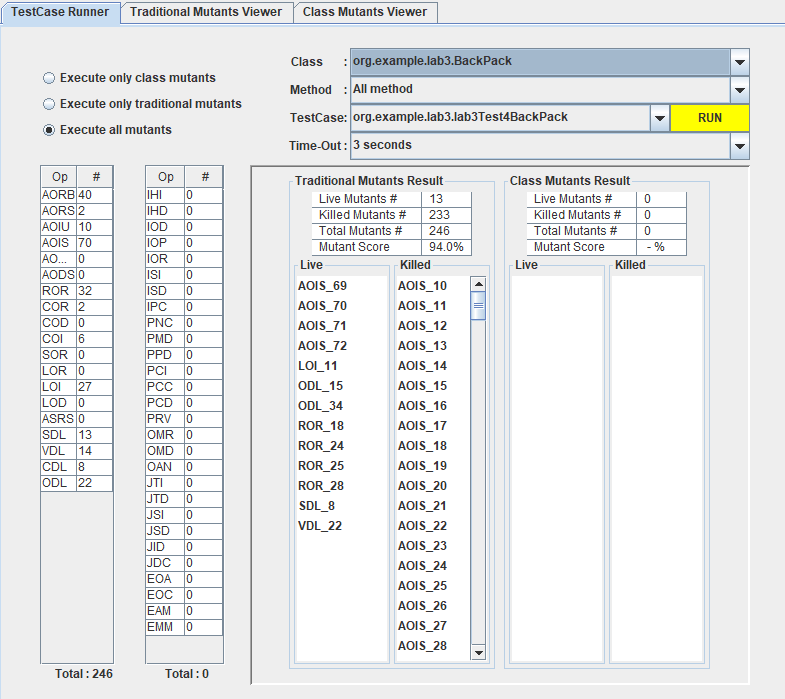 TestCase Runner Traditional Mutants Viewer Class Mutants Viewer
Execute only class mutants
Execute only traditional mutants
Execute all mutants
Class : org.example.lab3.BackPack
Method : All method
TestCase: org.example.lab3.lab3Test4BackPack RUN
Time-Out : 3 seconds
Op #
AORB 40
AORS 2
AOIU 10
AOIS 70
AO... 0
AODS 0
ROR 32
COR 2
COD 0
COI 6
SOR 0
LOR 0
LOI 27
LOD 0
ASRS 0
SDL 13
VDL 14
CDL 8
ODL 22
Total : 246
Op #
IHI 0
IHD 0
IOD 0
IOP 0
IOR 0
ISI 0
ISD 0
IPC 0
PNC 0
PMD 0
PPD 0
PCI 0
PCC 0
PCD 0
PRV 0
OMR 0
OMD 0
OAN 0
JTI 0
JTD 0
JSI 0
JSD 0
JID 0
JDC 0
EOA 0
EOC 0
EAM 0
EMM 0
Total : 0
Traditional Mutants Result
Live Mutants # 13
Killed Mutants # 233
Total Mutants # 246
Mutant Score 94.0%
Live
AOIS_69
AOIS_70
AOIS_71
AOIS_72
LOI_11
ODL_15
ODL_34
ROR_18
ROR_24
ROR_25
ROR_28
SDL_8
VDL_22
Killed
AOIS_10
AOIS_11
AOIS_12
AOIS_13
AOIS_14
AOIS_15
AOIS_16
AOIS_17
AOIS_18
AOIS_19
AOIS_20
AOIS_21
AOIS_22
AOIS_23
AOIS_24
AOIS_25
AOIS_26
AOIS_27
AOIS_28
Class Mutants Result
Live Mutants # 0
Killed Mutants # 0
Total Mutants # 0
Mutant Score - %
Live
Killed